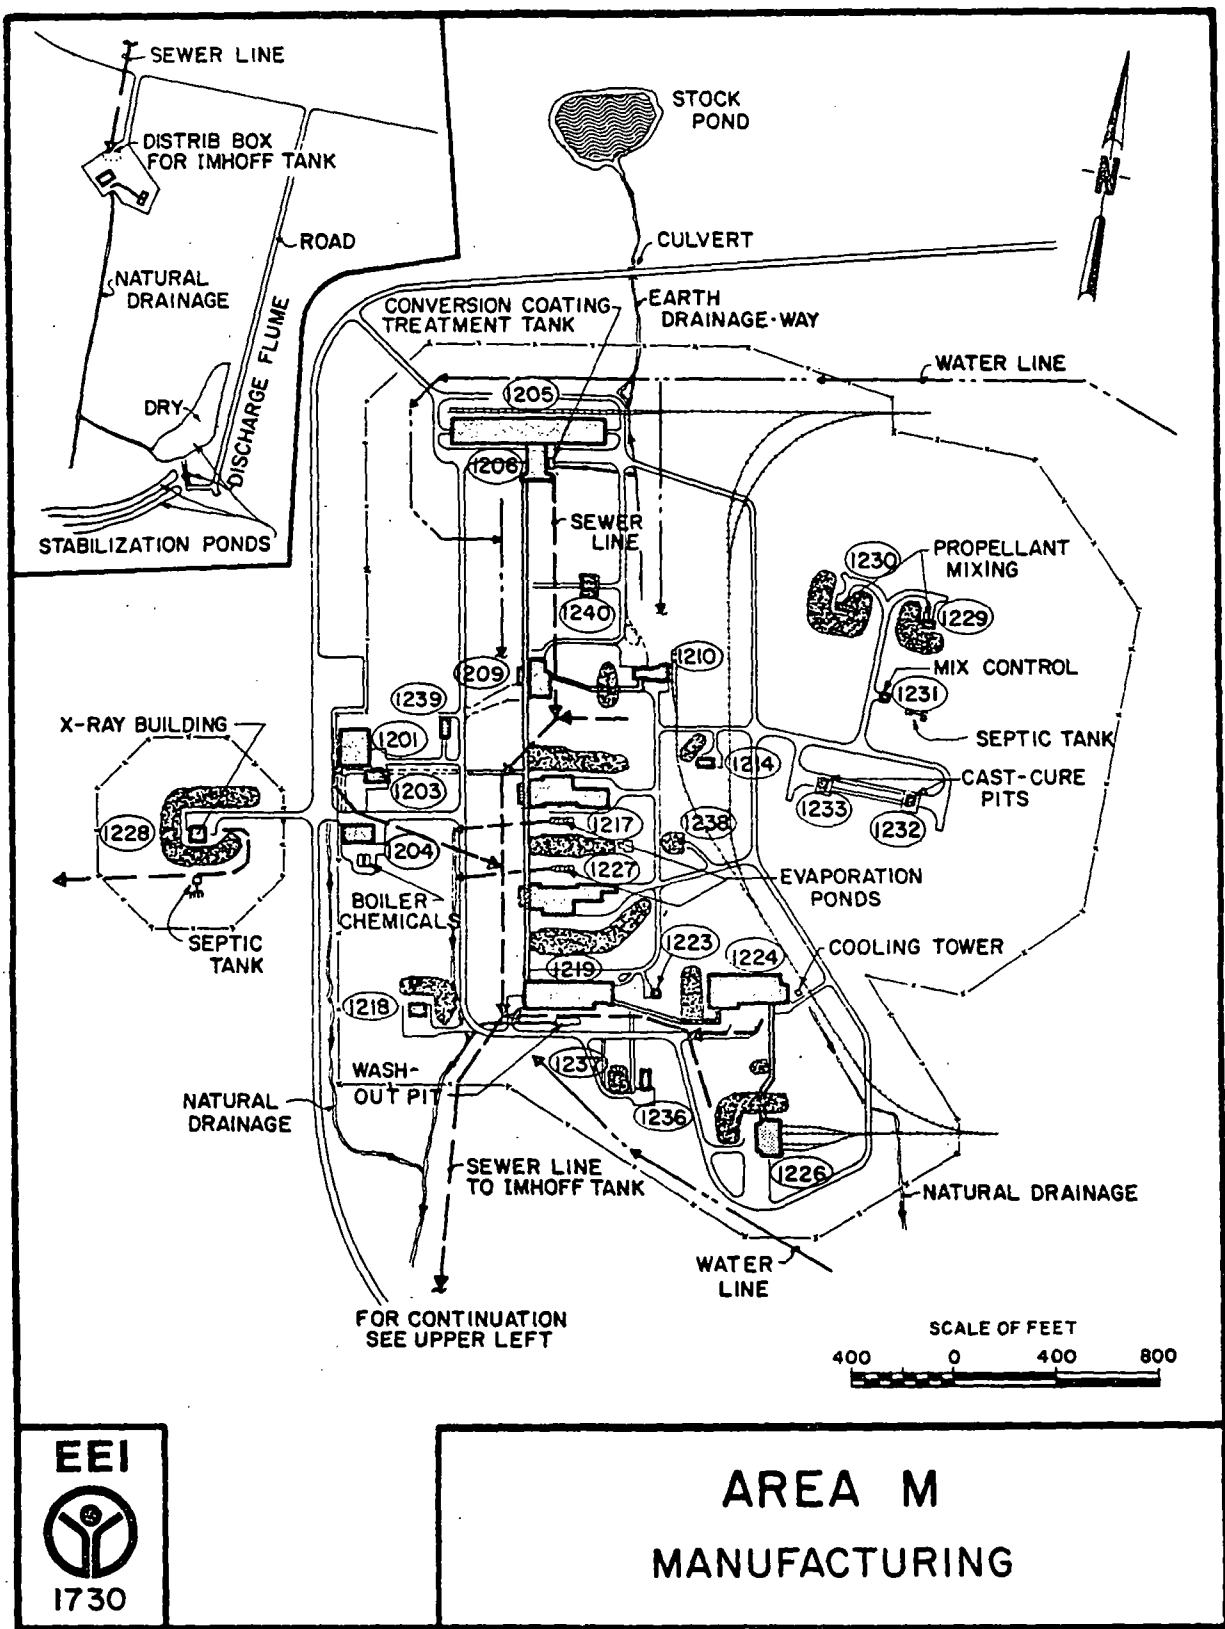 SEWER LINE
DISTRIB BOX
FOR IMHOFF TANK
ROAD
NATURAL
DRAINAGE
DISCHARGE FLUME
DRY
STABILIZATION PONDS
STOCK
POND
N
CULVERT
EARTH
DRAINAGE-WAY
CONVERSION COATING
TREATMENT TANK
WATER LINE
1205
1206
SEWER
LINE
1240
1230
PROPELLANT
MIXING
1229
1209
1210
MIX CONTROL
1231
1239
X-RAY BUILDING
1201
SEPTIC TANK
1214
CAST-CURE
PITS
1203
1233
1232
1228
1204
1217
1238
1227
EVAPORATION
PONDS
BOILER
CHEMICALS
SEPTIC
TANK
1223
1224
COOLING TOWER
1219
1218
WASH-
OUT PIT
1237
1236
NATURAL
DRAINAGE
SEWER LINE
TO IMHOFF TANK
1226
NATURAL DRAINAGE
WATER
LINE
FOR CONTINUATION
SEE UPPER LEFT
SCALE OF FEET
400 0 400 800
EEI
1730
AREA M
MANUFACTURING